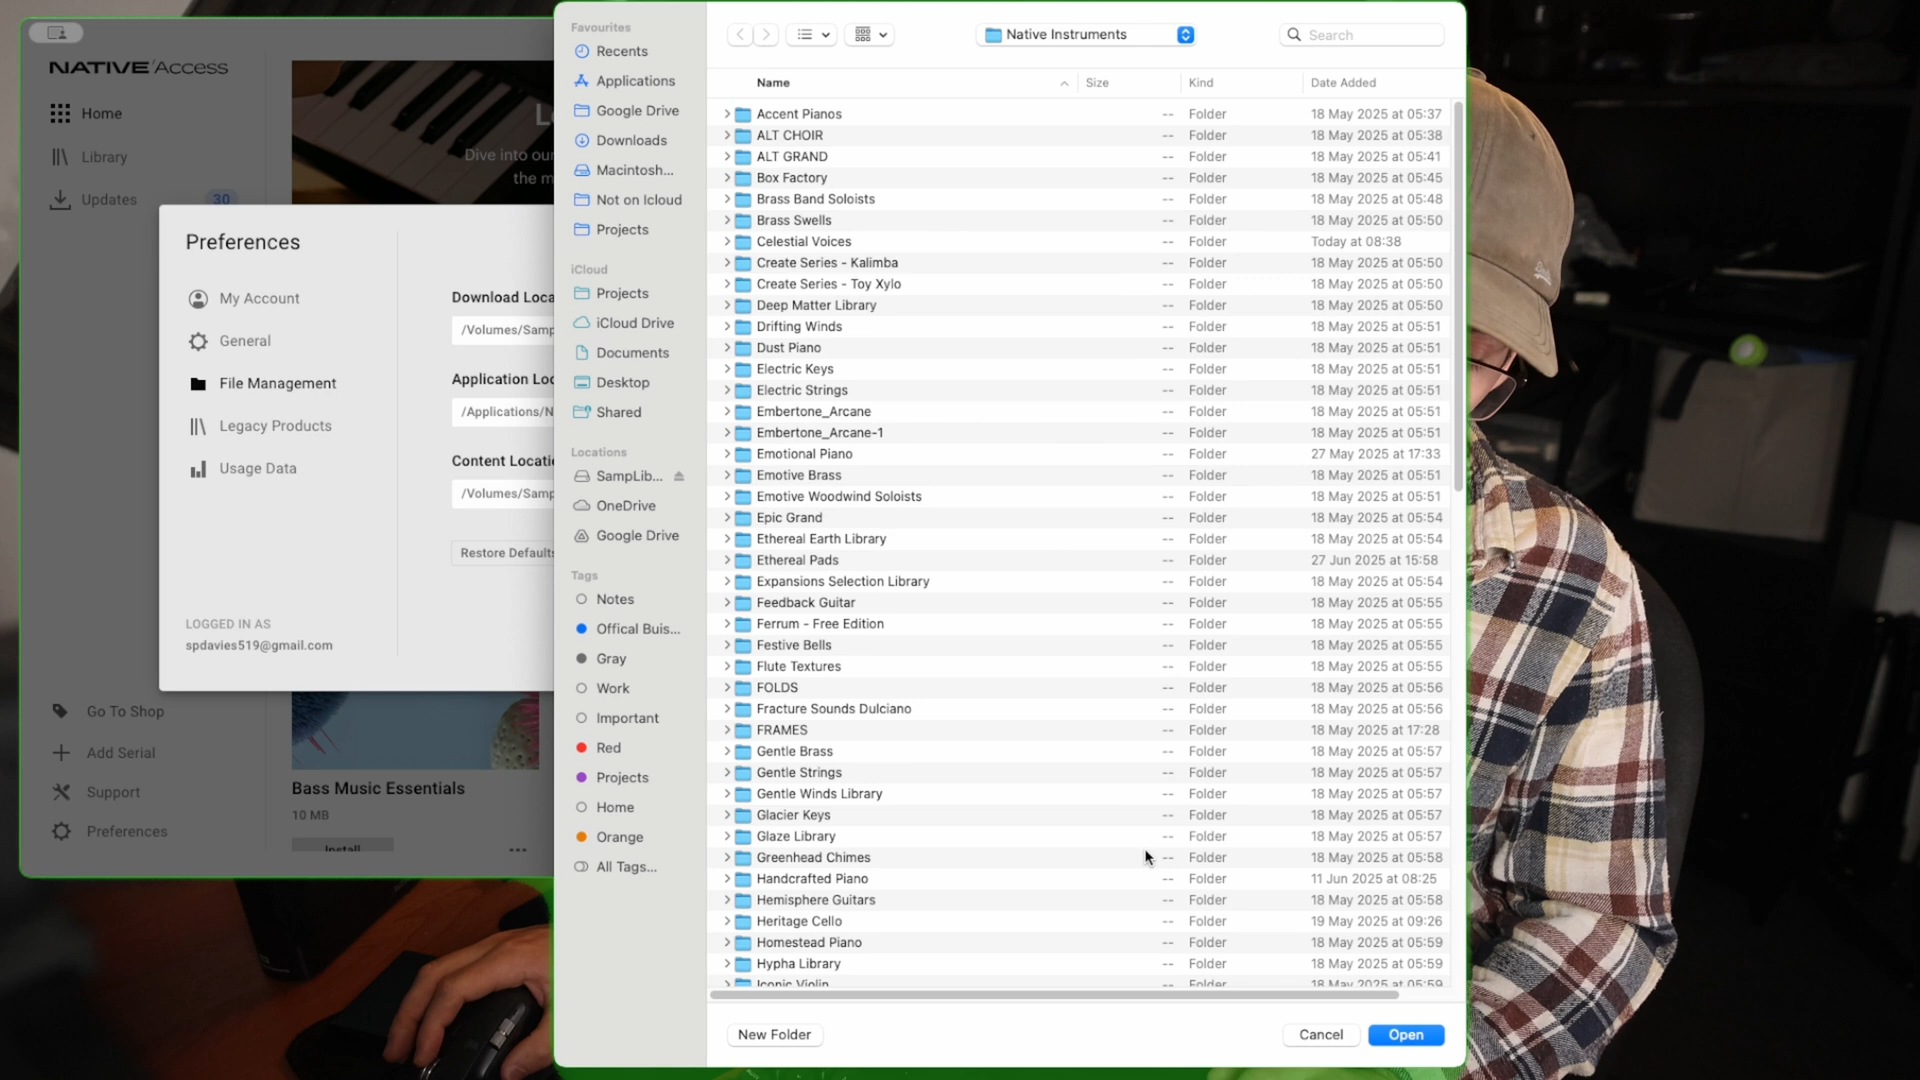 NATIVE/Access
Home
Library
Updates
30
Dive into our
the m
Preferences
My Account
General
File Management
Legacy Products
Usage Data
LOGGED IN AS
spdavies519@gmail.com
Download Loca
/Volumes/Samp
Application Loc
/Applications/N
Content Locatio
/Volumes/Samp
Restore Defaults
Go To Shop
Add Serial
Support
Preferences
Bass Music Essentials
10 MB
Install
Favourites
Recents
Applications
Google Drive
Downloads
Macintosh...
Not on Icloud
Projects
iCloud
Projects
iCloud Drive
Documents
Desktop
Shared
Locations
SampLib...
OneDrive
Google Drive
Tags
Notes
Offical Buis...
Gray
Work
Important
Red
Projects
Home
Orange
All Tags...
Native Instruments
Search
Name Size Kind Date Added
Accent Pianos -- Folder 18 May 2025 at 05:37
ALT CHOIR -- Folder 18 May 2025 at 05:38
ALT GRAND -- Folder 18 May 2025 at 05:41
Box Factory -- Folder 18 May 2025 at 05:45
Brass Band Soloists -- Folder 18 May 2025 at 05:48
Brass Swells -- Folder 18 May 2025 at 05:50
Celestial Voices -- Folder Today at 08:38
Create Series - Kalimba -- Folder 18 May 2025 at 05:50
Create Series - Toy Xylo -- Folder 18 May 2025 at 05:50
Deep Matter Library -- Folder 18 May 2025 at 05:50
Drifting Winds -- Folder 18 May 2025 at 05:51
Dust Piano -- Folder 18 May 2025 at 05:51
Electric Keys -- Folder 18 May 2025 at 05:51
Electric Strings -- Folder 18 May 2025 at 05:51
Embertone_Arcane -- Folder 18 May 2025 at 05:51
Embertone_Arcane-1 -- Folder 18 May 2025 at 05:51
Emotional Piano -- Folder 27 May 2025 at 17:33
Emotive Brass -- Folder 18 May 2025 at 05:51
Emotive Woodwind Soloists -- Folder 18 May 2025 at 05:51
Epic Grand -- Folder 18 May 2025 at 05:54
Ethereal Earth Library -- Folder 18 May 2025 at 05:54
Ethereal Pads -- Folder 27 Jun 2025 at 15:58
Expansions Selection Library -- Folder 18 May 2025 at 05:54
Feedback Guitar -- Folder 18 May 2025 at 05:55
Ferrum - Free Edition -- Folder 18 May 2025 at 05:55
Festive Bells -- Folder 18 May 2025 at 05:55
Flute Textures -- Folder 18 May 2025 at 05:55
FOLDS -- Folder 18 May 2025 at 05:56
Fracture Sounds Dulciano -- Folder 18 May 2025 at 05:56
FRAMES -- Folder 18 May 2025 at 17:28
Gentle Brass -- Folder 18 May 2025 at 05:57
Gentle Strings -- Folder 18 May 2025 at 05:57
Gentle Winds Library -- Folder 18 May 2025 at 05:57
Glacier Keys -- Folder 18 May 2025 at 05:57
Glaze Library -- Folder 18 May 2025 at 05:57
Greenhead Chimes -- Folder 18 May 2025 at 05:58
Handcrafted Piano -- Folder 11 Jun 2025 at 08:25
Hemisphere Guitars -- Folder 18 May 2025 at 05:58
Heritage Cello -- Folder 19 May 2025 at 09:26
Homestead Piano -- Folder 18 May 2025 at 05:59
Hypha Library -- Folder 18 May 2025 at 05:59
Iconic Violin -- Folder 18 May 2025 at 05:59
New Folder Cancel Open